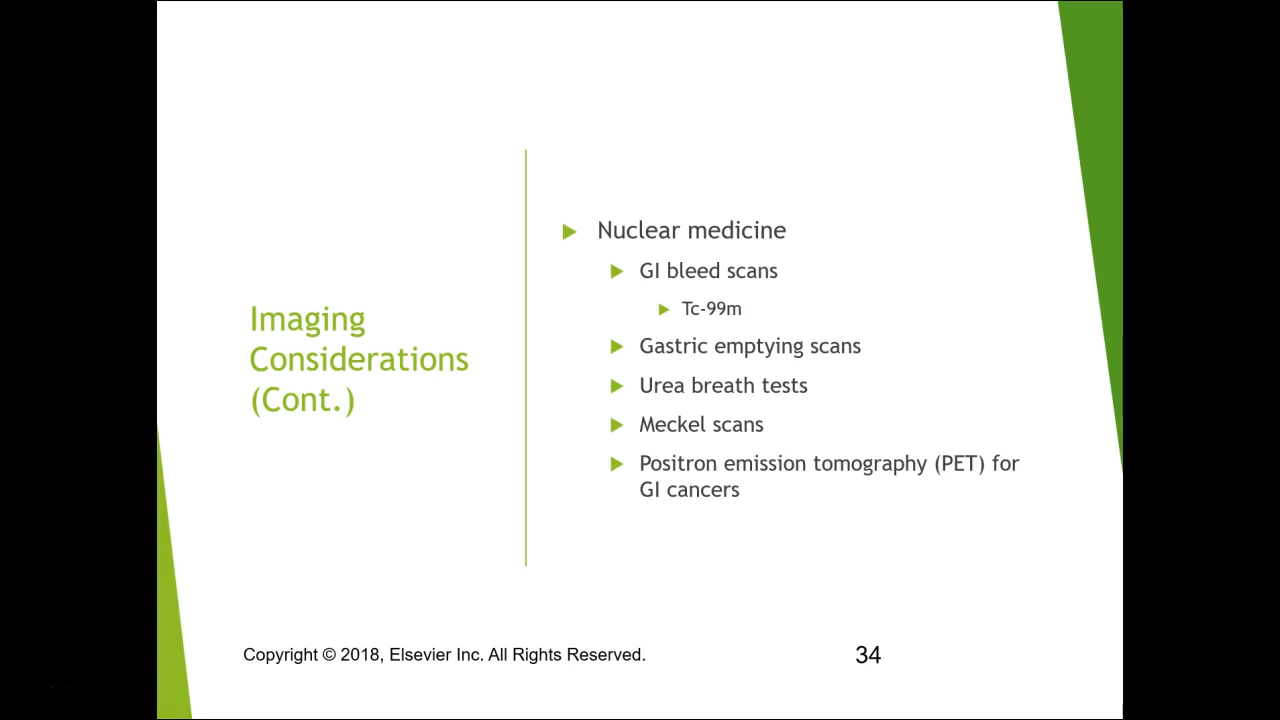 Imaging
Considerations
(Cont.)
Nuclear medicine
GI bleed scans
Tc-99m
Gastric emptying scans
Urea breath tests
Meckel scans
Positron emission tomography (PET) for
GI cancers
Copyright © 2018, Elsevier Inc. All Rights Reserved.
34